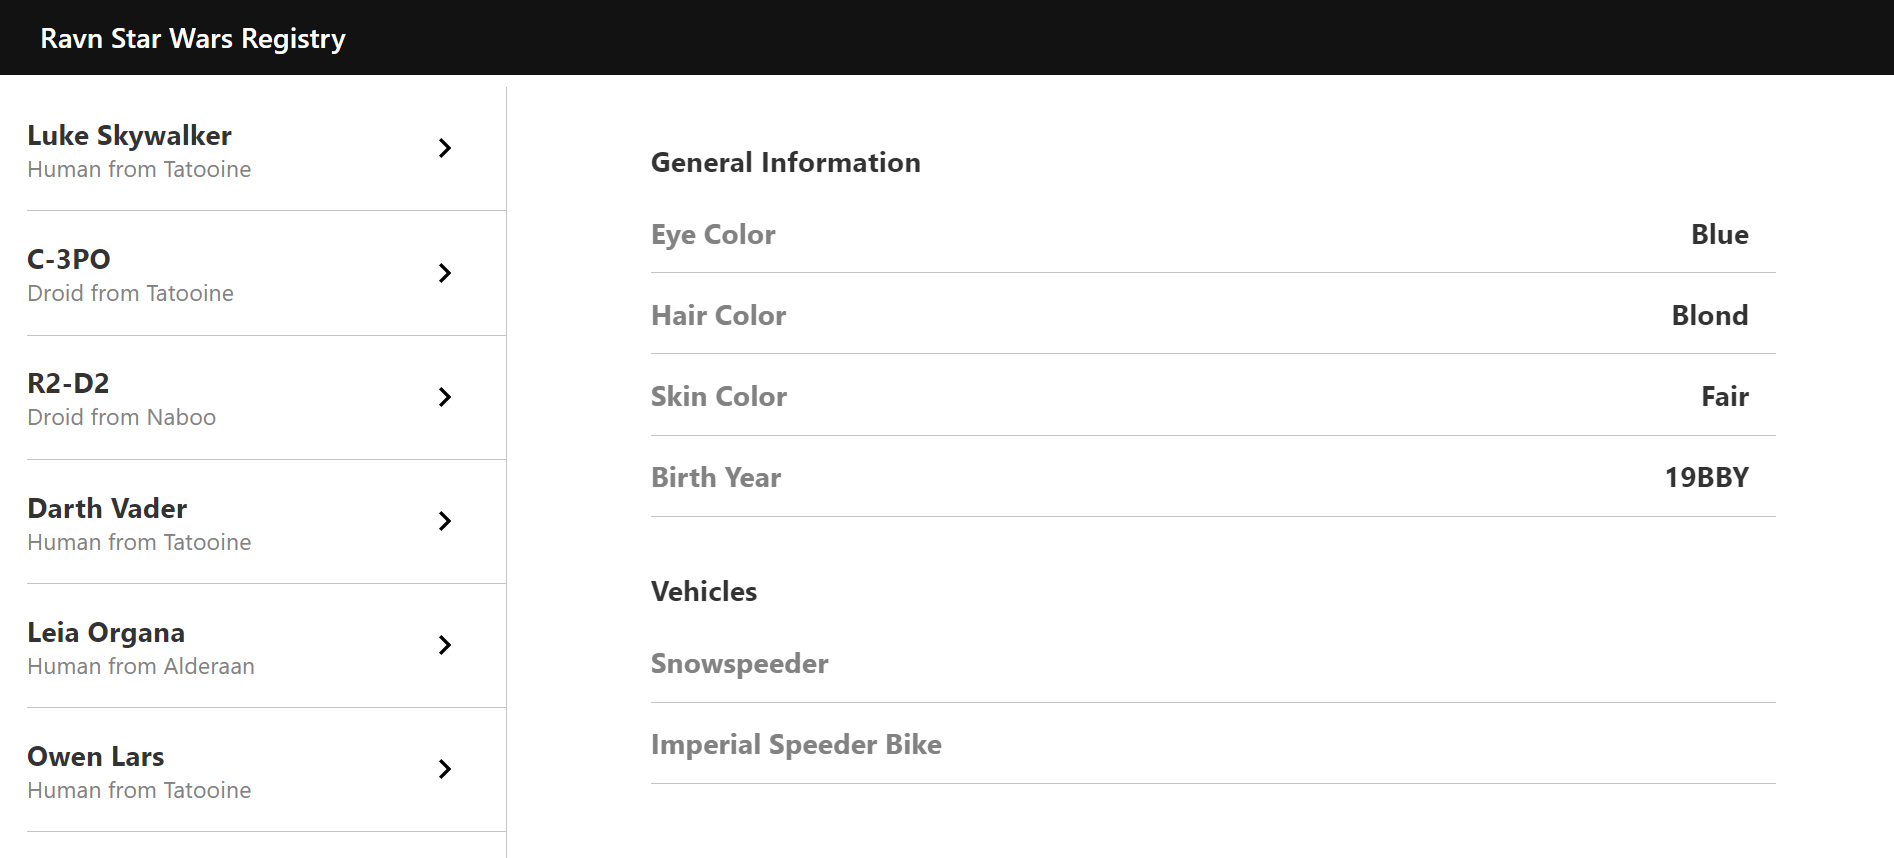 Ravn Star Wars Registry
Luke Skywalker
Human from Tatooine
C-3PO
Droid from Tatooine
R2-D2
Droid from Naboo
Darth Vader
Human from Tatooine
Leia Organa
Human from Alderaan
Owen Lars
Human from Tatooine
General Information
Eye Color Blue
Hair Color Blond
Skin Color Fair
Birth Year 19BBY
Vehicles
Snowspeeder
Imperial Speeder Bike